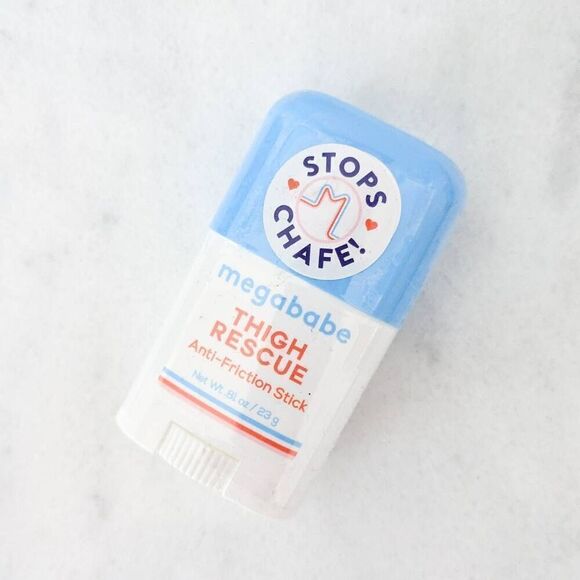 STOPS
CHAFE!
megababe
THIGH
RESCUE
Anti-Friction Stick
Net Wt .81 oz / 23 g